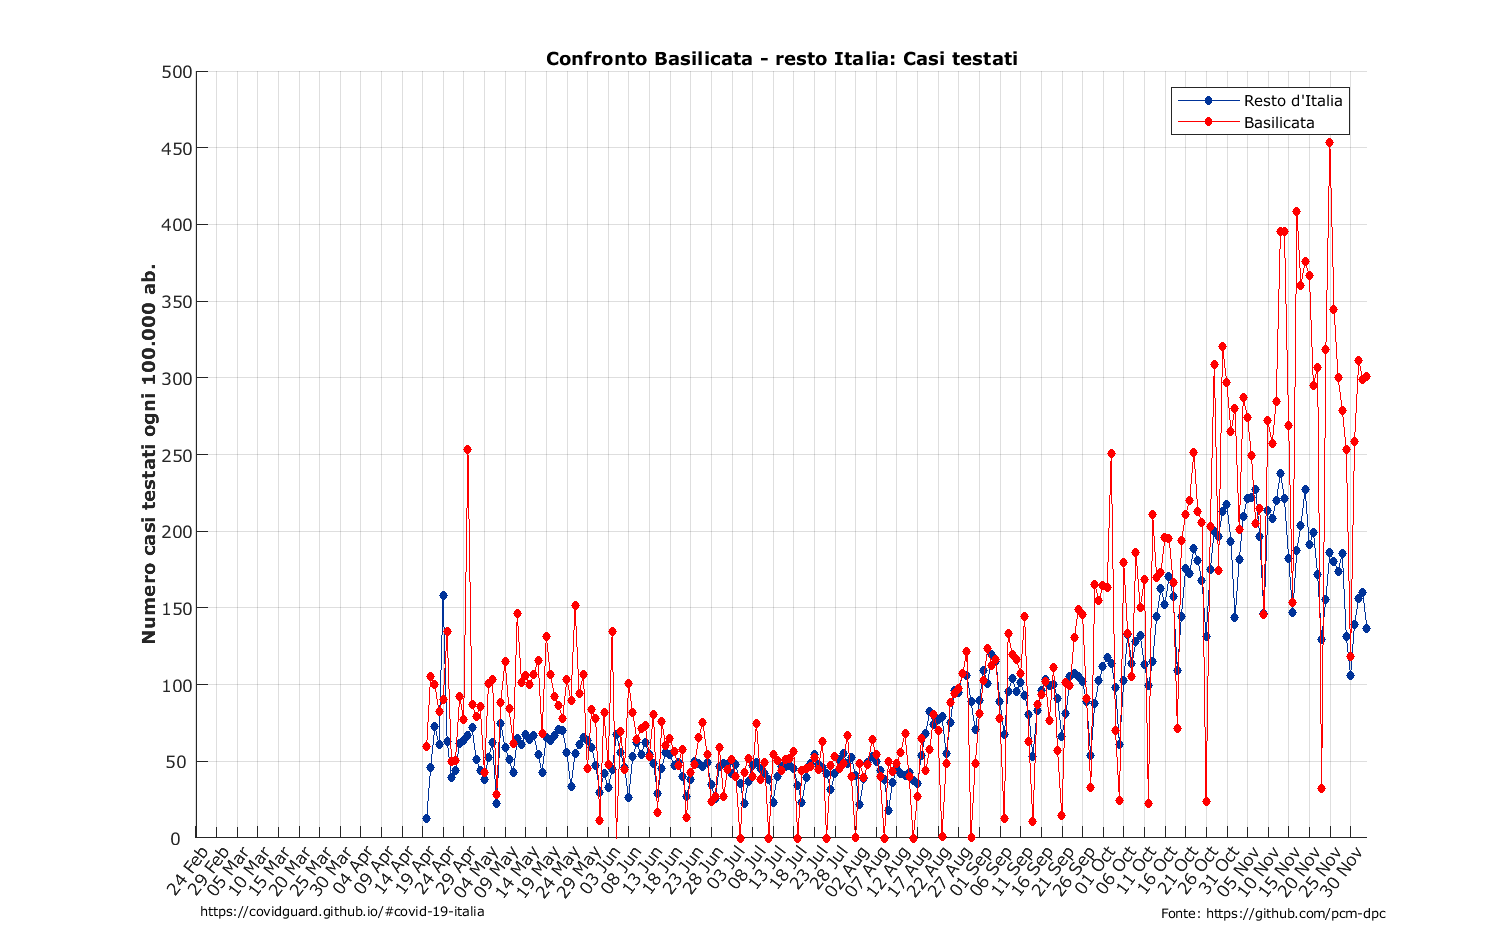 Confronto Basilicata - resto Italia: Casi testati
500
450
400
350
300
250
200
150
100
50
0
Numero casi testati ogni 100.000 ab.
Resto d'Italia
Basilicata
24 Feb
29 Feb
05 Mar
10 Mar
15 Mar
20 Mar
25 Mar
30 Mar
04 Apr
09 Apr
14 Apr
19 Apr
24 Apr
29 Apr
04 May
09 May
14 May
19 May
24 May
29 May
03 Jun
08 Jun
13 Jun
18 Jun
23 Jun
28 Jun
03 Jul
08 Jul
13 Jul
18 Jul
23 Jul
28 Jul
02 Aug
07 Aug
12 Aug
17 Aug
22 Aug
27 Aug
01 Sep
06 Sep
11 Sep
16 Sep
21 Sep
26 Sep
01 Oct
06 Oct
11 Oct
16 Oct
21 Oct
26 Oct
31 Oct
05 Nov
10 Nov
15 Nov
20 Nov
25 Nov
30 Nov
https://covidguard.github.io/#covid-19-italia
Fonte: https://github.com/pcm-dpc